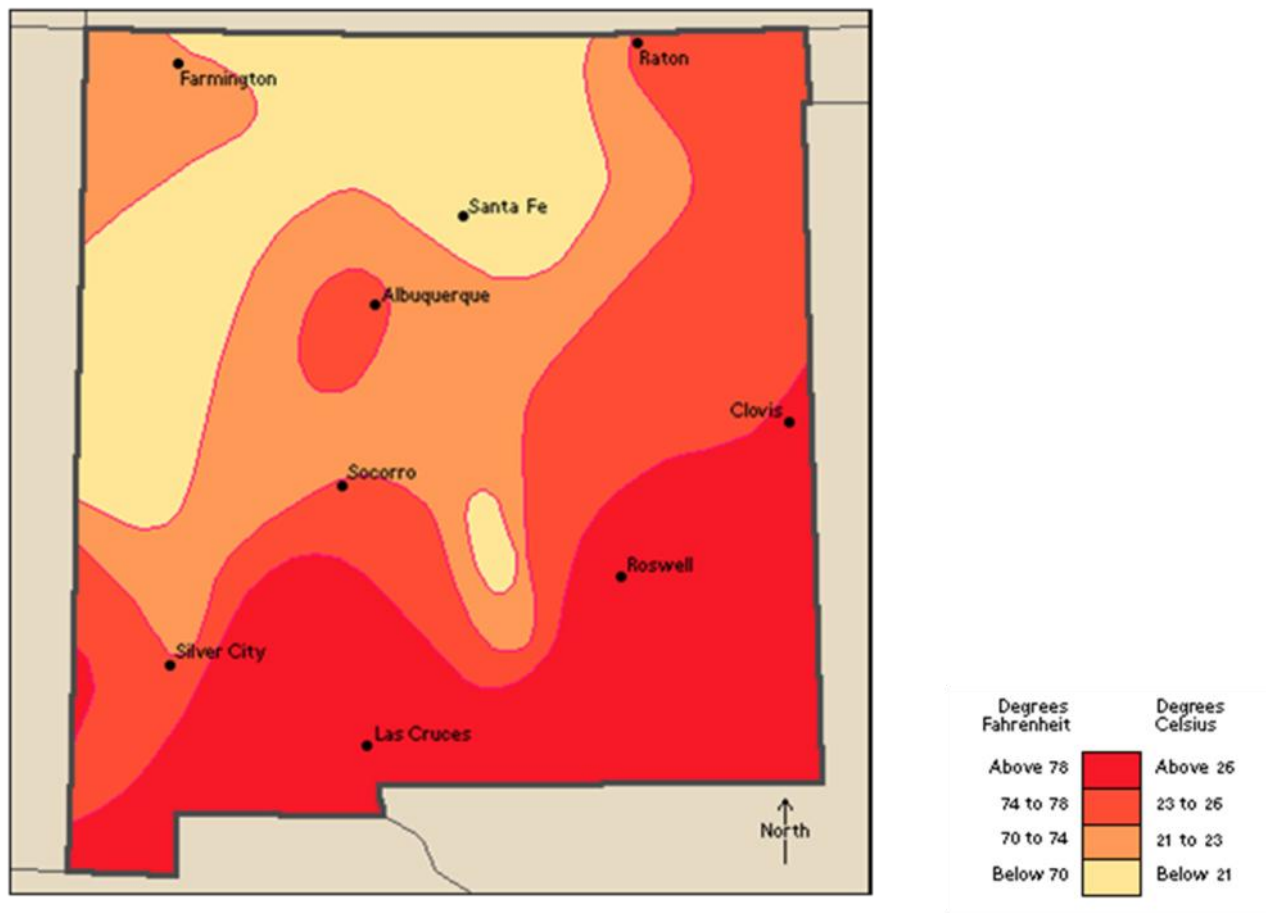 Raton
Farmington
Santa Fe
Albuquerque
Clovis
Socorro
Roswell
Silver City
Las Cruces
North
Degrees Fahrenheit
Degrees Celsius
Above 78
Above 26
74 to 78
23 to 26
70 to 74
21 to 23
Below 70
Below 21